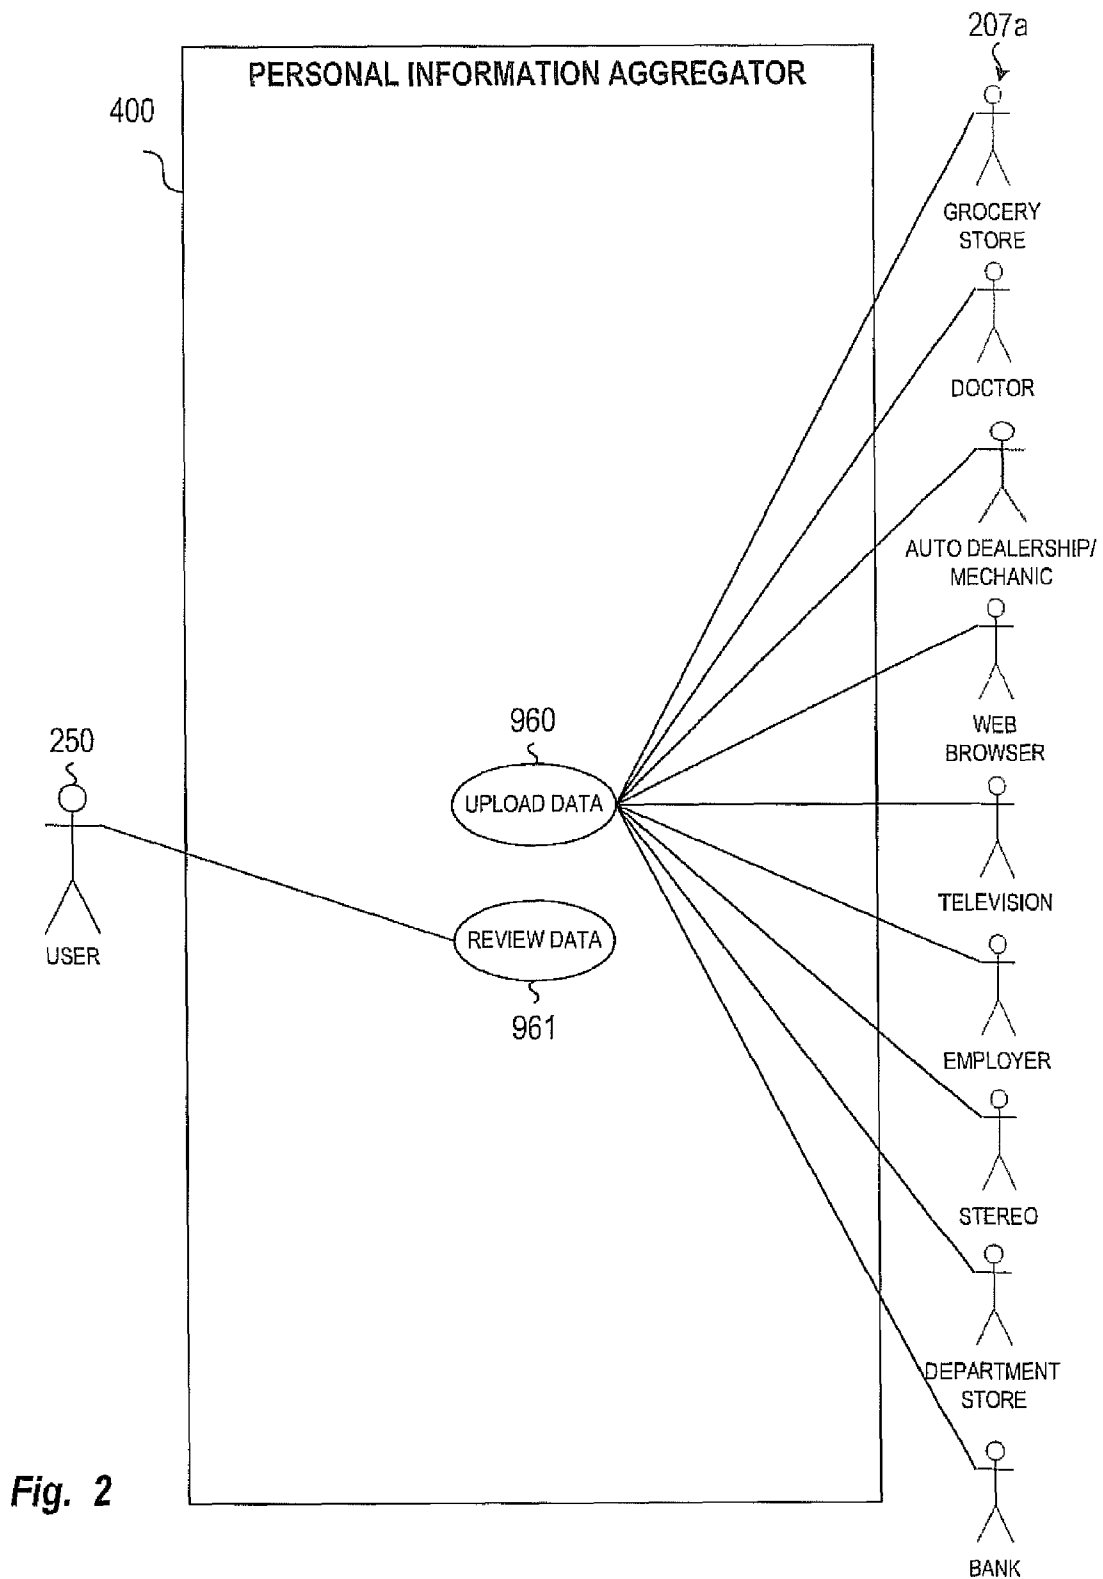 207a
PERSONAL INFORMATION AGGREGATOR
400
GROCERY
STORE
DOCTOR
AUTO DEALERSHIP/
MECHANIC
WEB
BROWSER
960
250
UPLOAD DATA
TELEVISION
REVIEW DATA
USER
961
EMPLOYER
STEREO
DEPARTMENT
STORE
Fig. 2
BANK